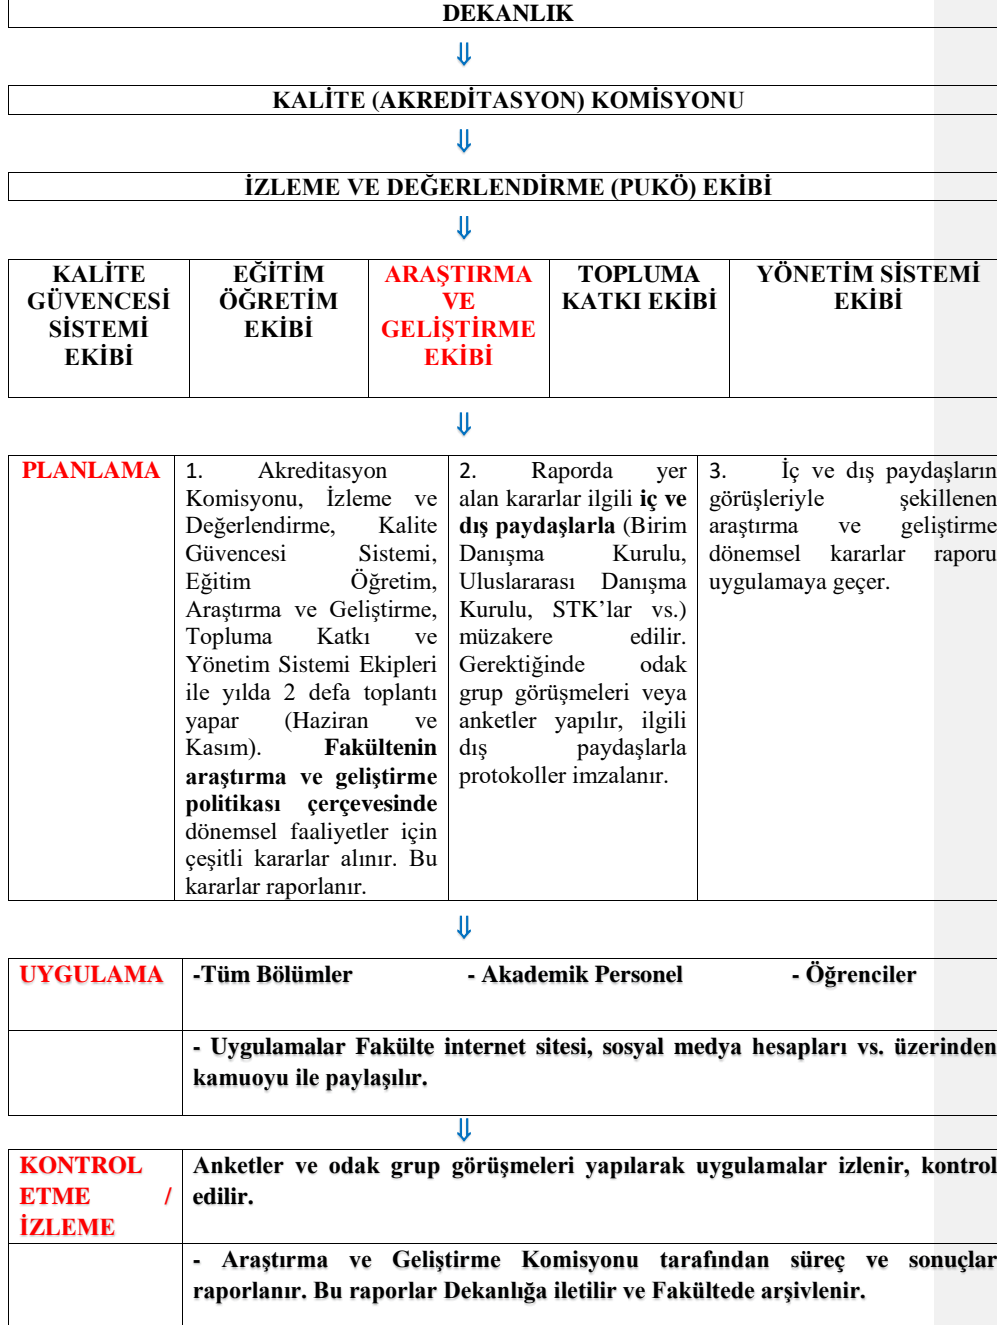 DEKANLIK
⇓
KALİTE (AKREDİTASYON) KOMİSYONU
⇓
İZLEME VE DEĞERLENDİRME (PUKÖ) EKİBİ
⇓
KALİTE
GÜVENCESİ
SİSTEMİ
EKİBİ
EĞİTİM
ÖĞRETİM
EKİBİ
ARAŞTIRMA
VE
GELİŞTİRME
EKİBİ
TOPLUMA
KATKI EKİBİ
YÖNETİM SİSTEMİ
EKİBİ
⇓
PLANLAMA
1. Akreditasyon
Komisyonu, İzleme ve
Değerlendirme, Kalite
Güvencesi Sistemi,
Eğitim Öğretim,
Araştırma ve Geliştirme,
Topluma Katkı ve
Yönetim Sistemi Ekipleri
ile yılda 2 defa toplantı
yapar (Haziran ve
Kasım). Fakültenin
araştırma ve geliştirme
politikası çerçevesinde
dönemsel faaliyetler için
çeşitli kararlar alınır. Bu
kararlar raporlanır.
2. Raporda yer
alan kararlar ilgili iç ve
dış paydaşlarla (Birim
Danışma Kurulu,
Uluslararası Danışma
Kurulu, STK’lar vs.)
müzakere edilir.
Gerektiğinde odak
grup görüşmeleri veya
anketler yapılır, ilgili
dış paydaşlarla
protokoller imzalanır.
3. İç ve dış paydaşların
görüşleriyle şekillenen
araştırma ve geliştirme
dönemsel kararlar raporu
uygulamaya geçer.
⇓
UYGULAMA
-Tüm Bölümler - Akademik Personel - Öğrenciler
- Uygulamalar Fakülte internet sitesi, sosyal medya hesapları vs. üzerinden
kamuoyu ile paylaşılır.
⇓
KONTROL
ETME /
İZLEME
Anketler ve odak grup görüşmeleri yapılarak uygulamalar izlenir, kontrol
edilir.
- Araştırma ve Geliştirme Komisyonu tarafından süreç ve sonuçlar
raporlanır. Bu raporlar Dekanlığa iletilir ve Fakültede arşivlenir.